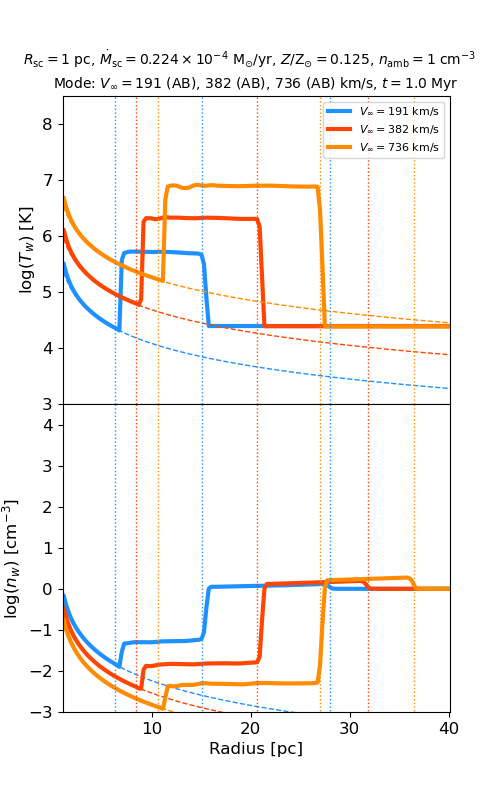 R_sc = 1 pc, Ṁ_sc = 0.224 × 10⁻⁴ M_⊙/yr, Z/Z_⊙ = 0.125, n_amb = 1 cm⁻³
Mode: V_∞ = 191 (AB), 382 (AB), 736 (AB) km/s, t = 1.0 Myr
V_∞ = 191 km/s
V_∞ = 382 km/s
V_∞ = 736 km/s
log(T_w) [K]
8
7
6
5
4
3
log(n_w) [cm⁻³]
4
3
2
1
0
−1
−2
−3
10
20
30
40
Radius [pc]